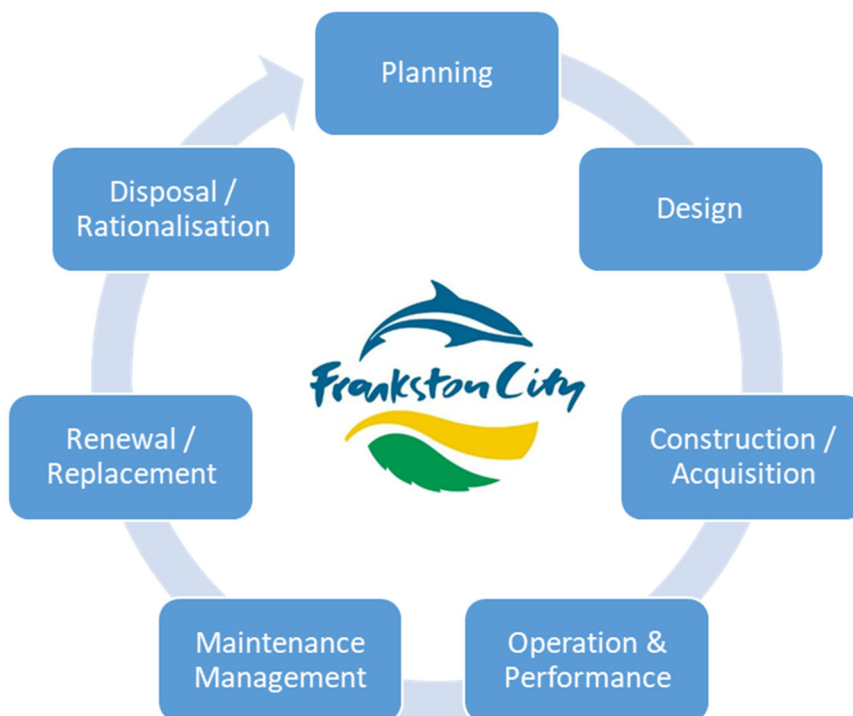 Planning
Design
Construction /
Acquisition
Operation &
Performance
Maintenance
Management
Renewal /
Replacement
Disposal /
Rationalisation
Frankston City